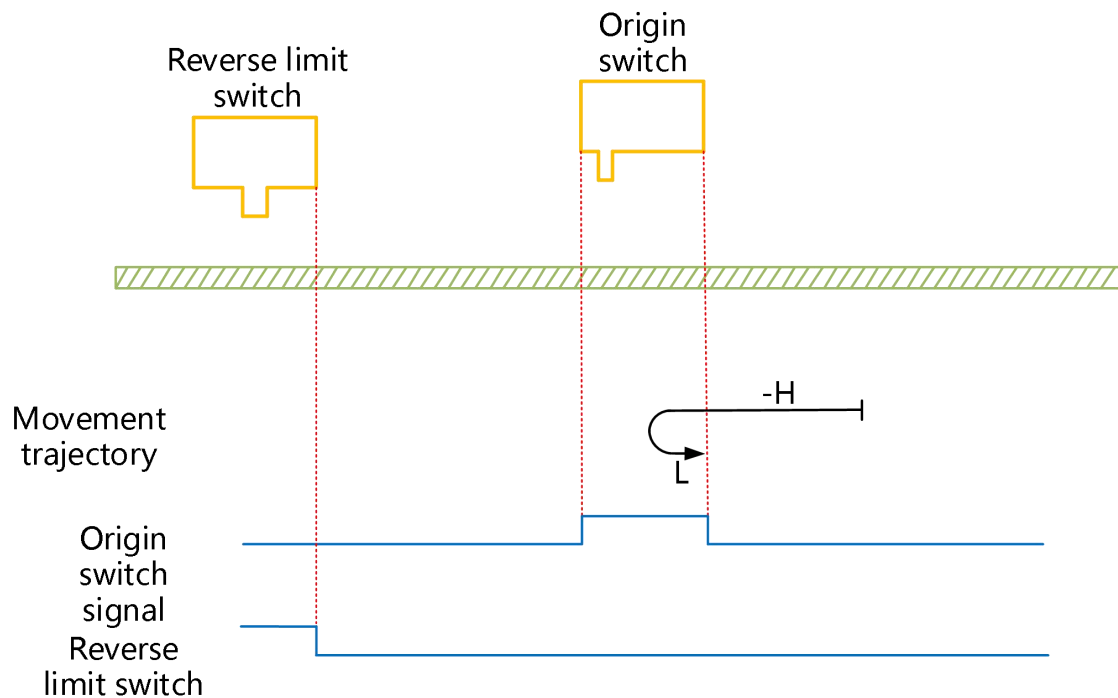 Origin
switch
Reverse limit
switch
-H
Movement
trajectory
L
Origin
switch
signal
Reverse
limit switch